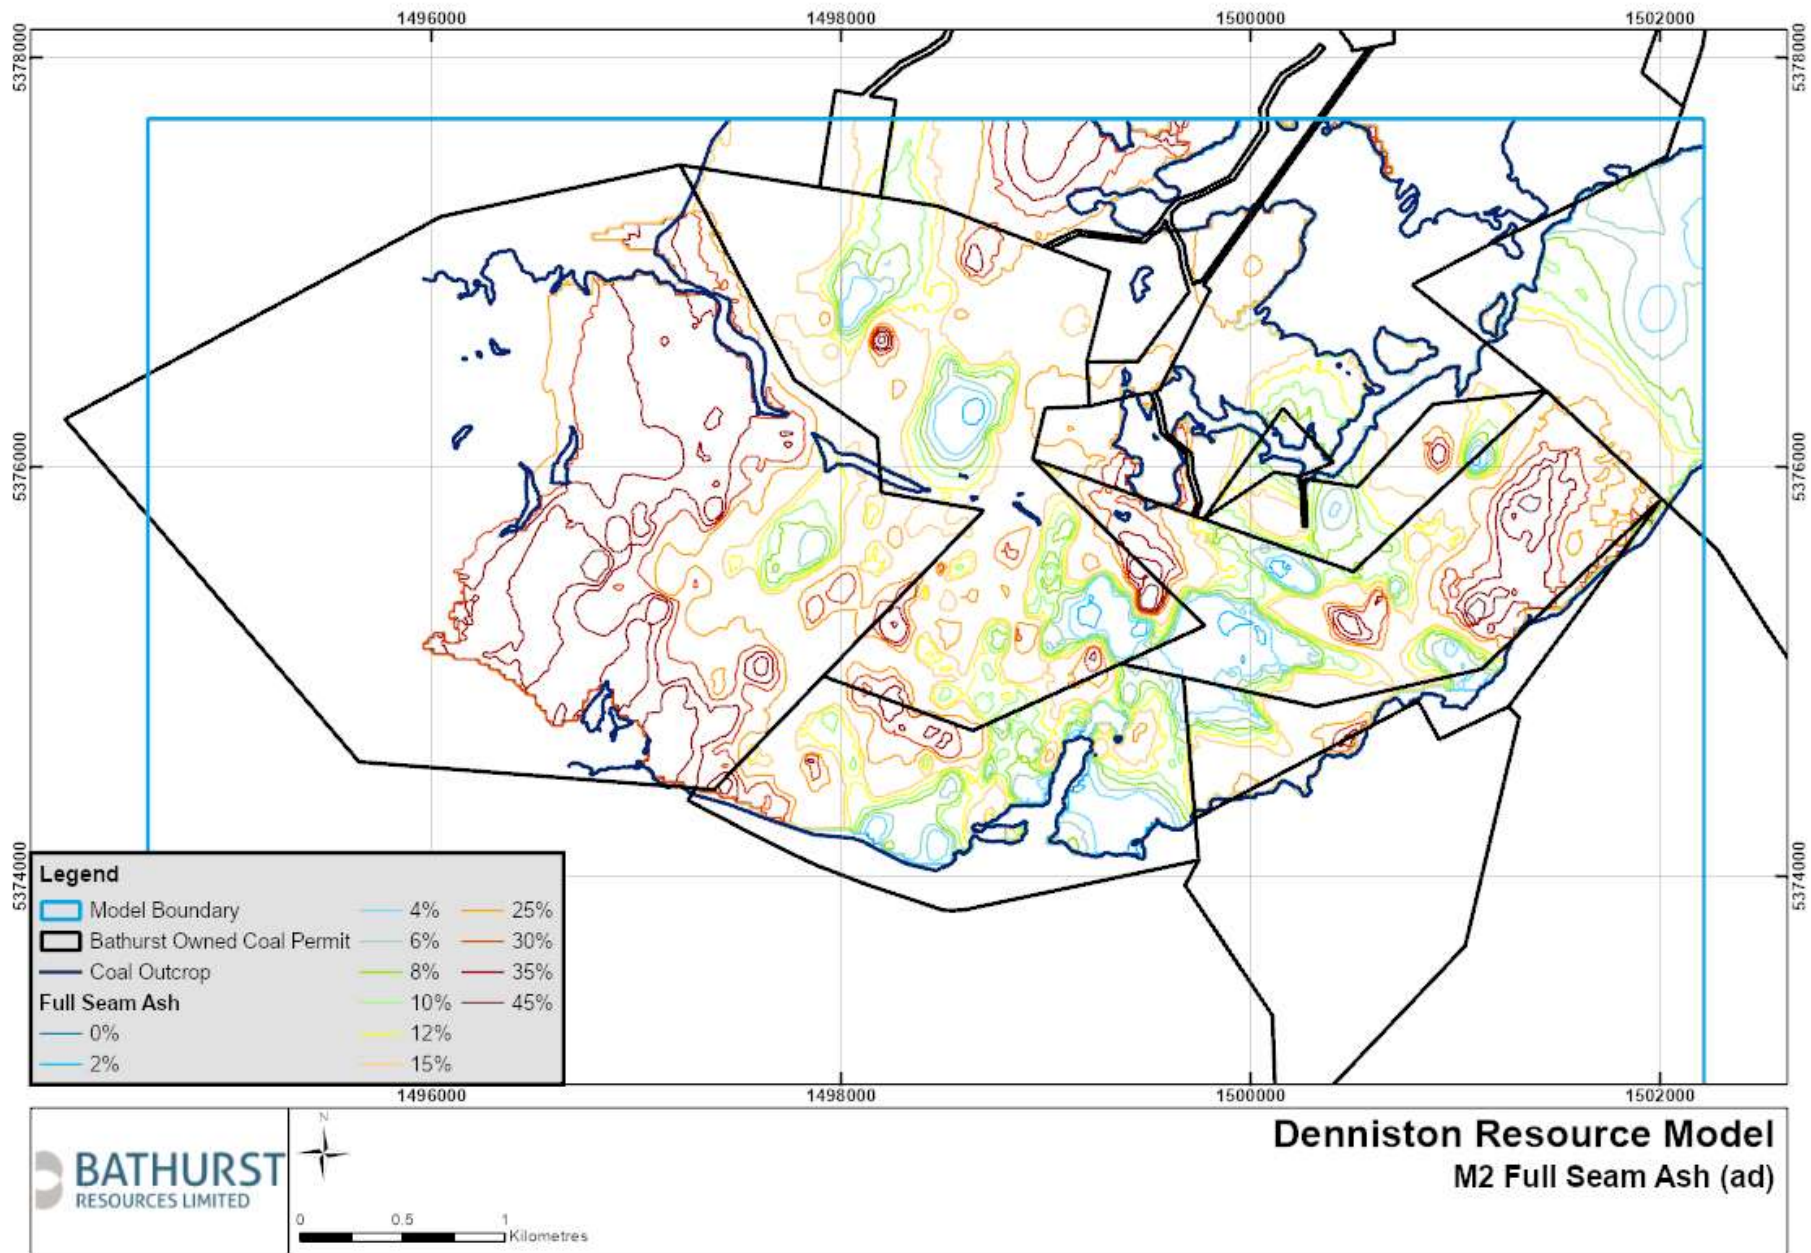 1496000 1498000 1500000 1502000
5378000 5378000
5376000 5376000
5374000 5374000
Legend
Model Boundary
Bathurst Owned Coal Permit
Coal Outcrop
Full Seam Ash
0%
2%
4%
6%
8%
10%
12%
15%
25%
30%
35%
45%
1496000 1498000 1500000 1502000
BATHURST
RESOURCES LIMITED
N
0 0.5 1
Kilometres
Denniston Resource Model
M2 Full Seam Ash (ad)